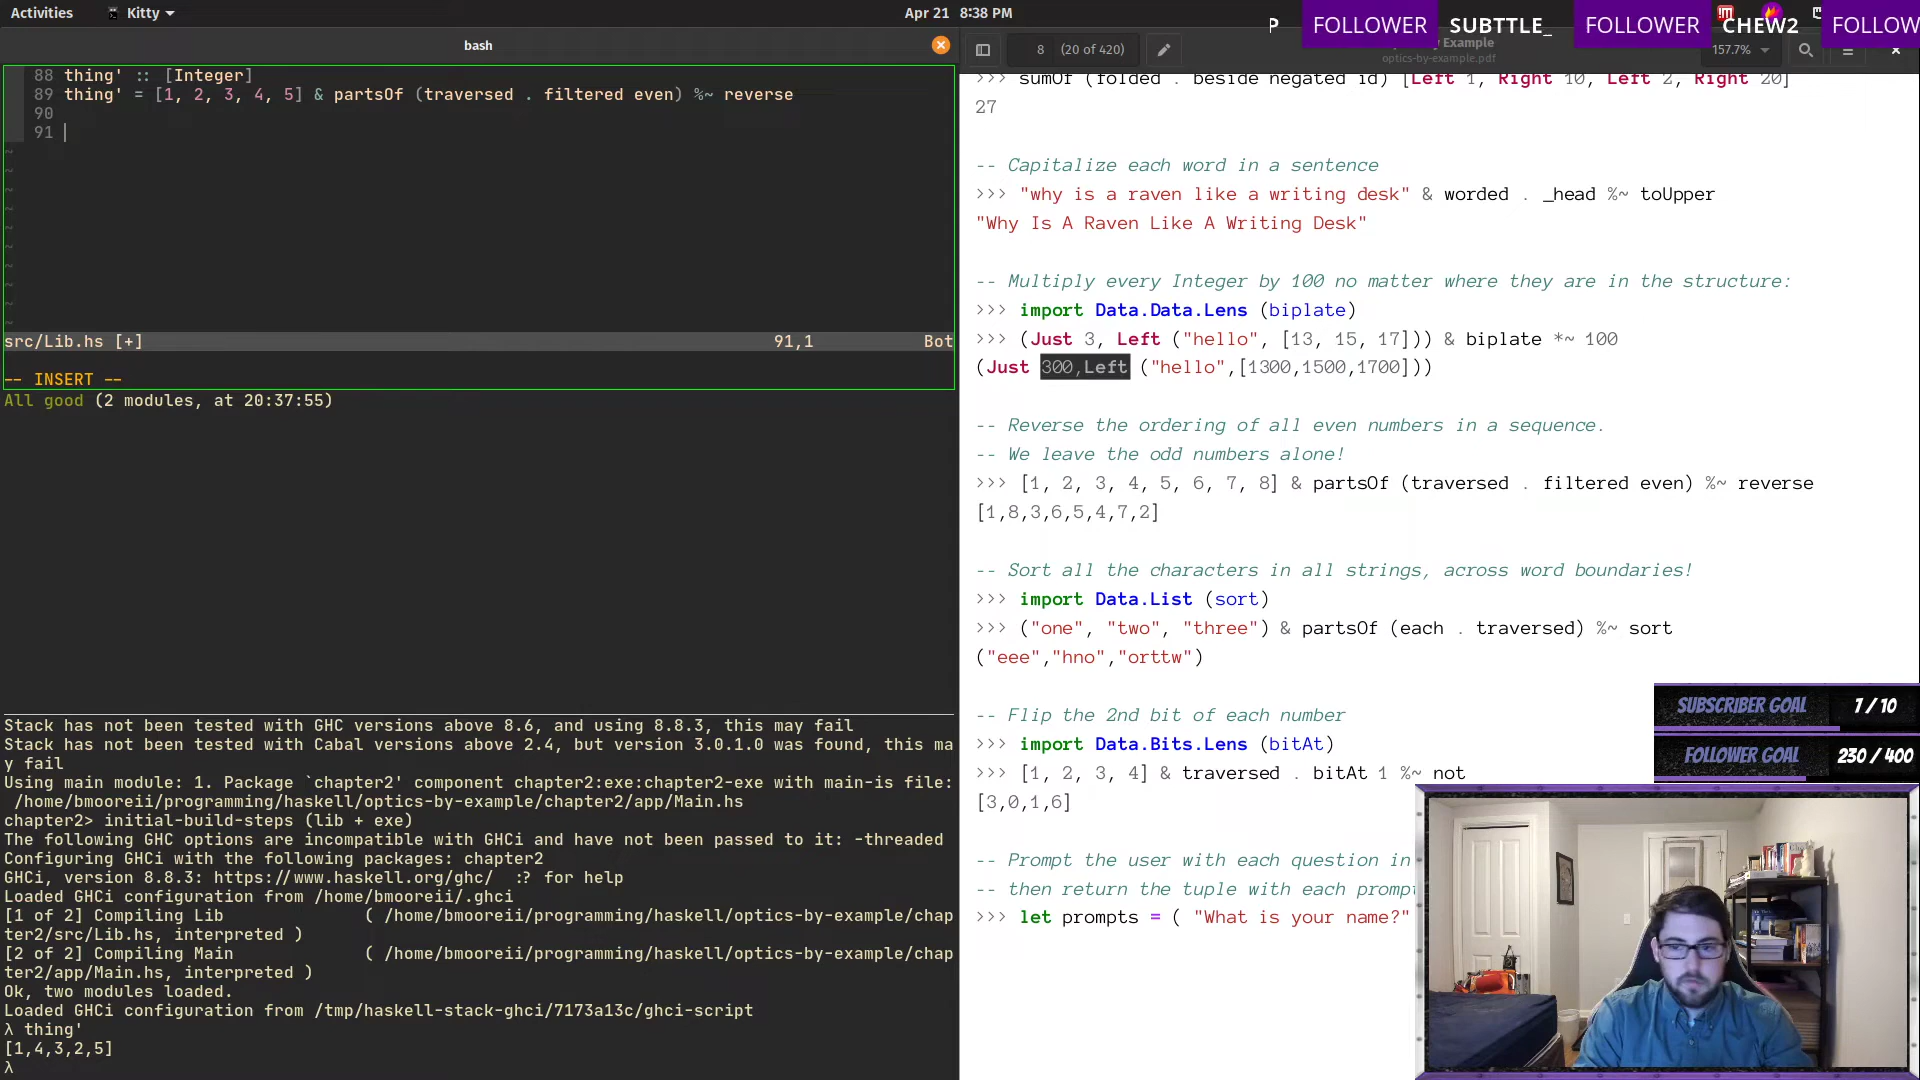 Activities
Kitty
Apr 21 8:38 PM
P FOLLOWER SUBTTLE_ FOLLOWER CHEW2 FOLLOW
bash
88 thing' :: [Integer]
89 thing' = [1, 2, 3, 4, 5] & partsOf (traversed . filtered even) %~ reverse
90
91
~
~
~
~
~
~
~
~
~
~
src/Lib.hs [+] 91,1 Bot
-- INSERT --
All good (2 modules, at 20:37:55)
Stack has not been tested with GHC versions above 8.6, and using 8.8.3, this may fail
Stack has not been tested with Cabal versions above 2.4, but version 3.0.1.0 was found, this ma
y fail
Using main module: 1. Package `chapter2' component chapter2:exe:chapter2-exe with main-is file:
/home/bmooreii/programming/haskell/optics-by-example/chapter2/app/Main.hs
chapter2> initial-build-steps (lib + exe)
The following GHC options are incompatible with GHCi and have not been passed to it: -threaded
Configuring GHCi with the following packages: chapter2
GHCi, version 8.8.3: https://www.haskell.org/ghc/  :? for help
Loaded GHCi configuration from /home/bmooreii/.ghci
[1 of 2] Compiling Lib ( /home/bmooreii/programming/haskell/optics-by-example/chap
ter2/src/Lib.hs, interpreted )
[2 of 2] Compiling Main ( /home/bmooreii/programming/haskell/optics-by-example/chap
ter2/app/Main.hs, interpreted )
Ok, two modules loaded.
Loaded GHCi configuration from /tmp/haskell-stack-ghci/7173a13c/ghci-script
λ thing'
[1,4,3,2,5]
λ
8 (20 of 420)
Example
optics-by-example.pdf
157.7%
>>> sumOf (folded . beside negated id) [Left 1, Right 10, Left 2, Right 20]
27
-- Capitalize each word in a sentence
>>> "why is a raven like a writing desk" & worded . _head %~ toUpper
"Why Is A Raven Like A Writing Desk"
-- Multiply every Integer by 100 no matter where they are in the structure:
>>> import Data.Data.Lens (biplate)
>>> (Just 3, Left ("hello", [13, 15, 17])) & biplate *~ 100
(Just 300,Left ("hello",[1300,1500,1700]))
-- Reverse the ordering of all even numbers in a sequence.
-- We leave the odd numbers alone!
>>> [1, 2, 3, 4, 5, 6, 7, 8] & partsOf (traversed . filtered even) %~ reverse
[1,8,3,6,5,4,7,2]
-- Sort all the characters in all strings, across word boundaries!
>>> import Data.List (sort)
>>> ("one", "two", "three") & partsOf (each . traversed) %~ sort
("eee","hno","orttw")
-- Flip the 2nd bit of each number
>>> import Data.Bits.Lens (bitAt)
>>> [1, 2, 3, 4] & traversed . bitAt 1 %~ not
[3,0,1,6]
-- Prompt the user with each question in
-- then return the tuple with each prompt
>>> let prompts = ( "What is your name?"
SUBSCRIBER GOAL 7 / 10
FOLLOWER GOAL 230 / 400